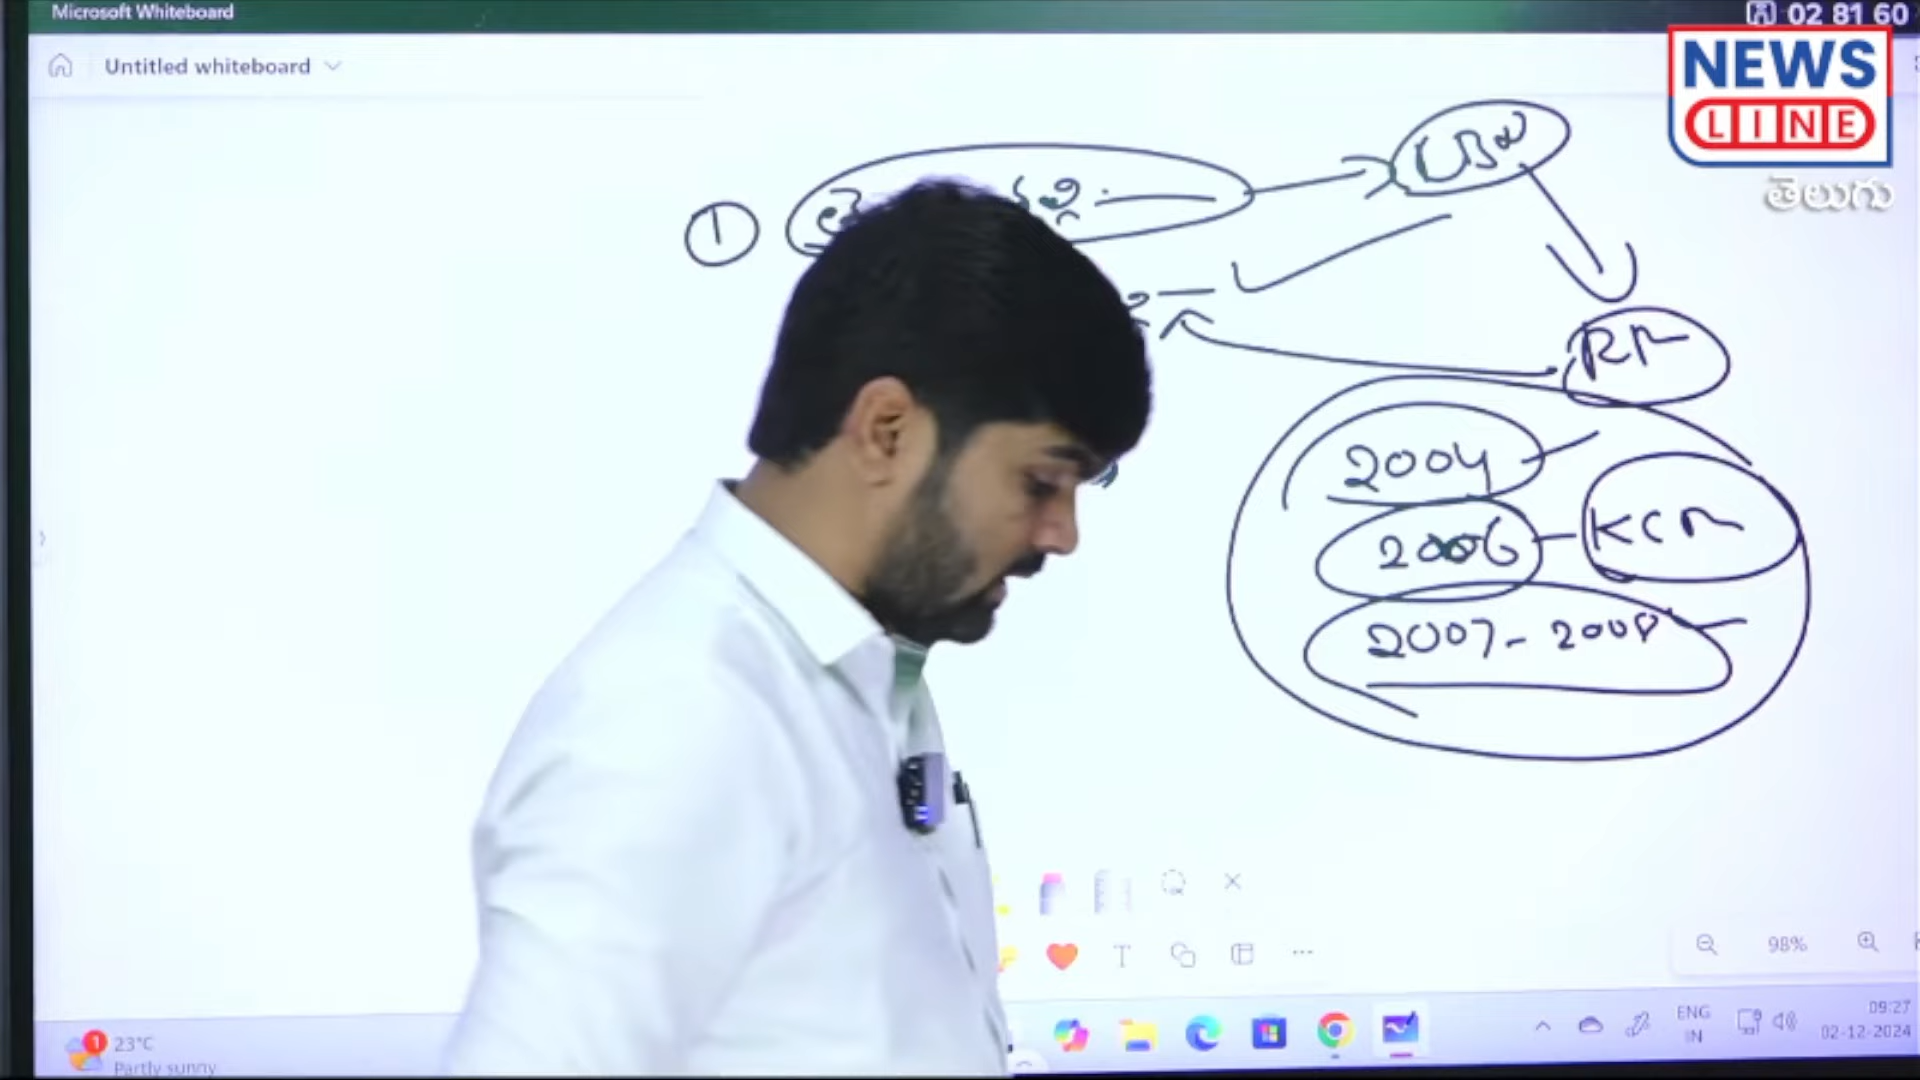 Microsoft Whiteboard
02 81 60
Untitled whiteboard
NEWS
LINE
తెలుగు
1
2004
2006
KCR
2007-2008
98%
T
1
23°C
Partly sunny
ENG
IN
09:27
02-12-2024